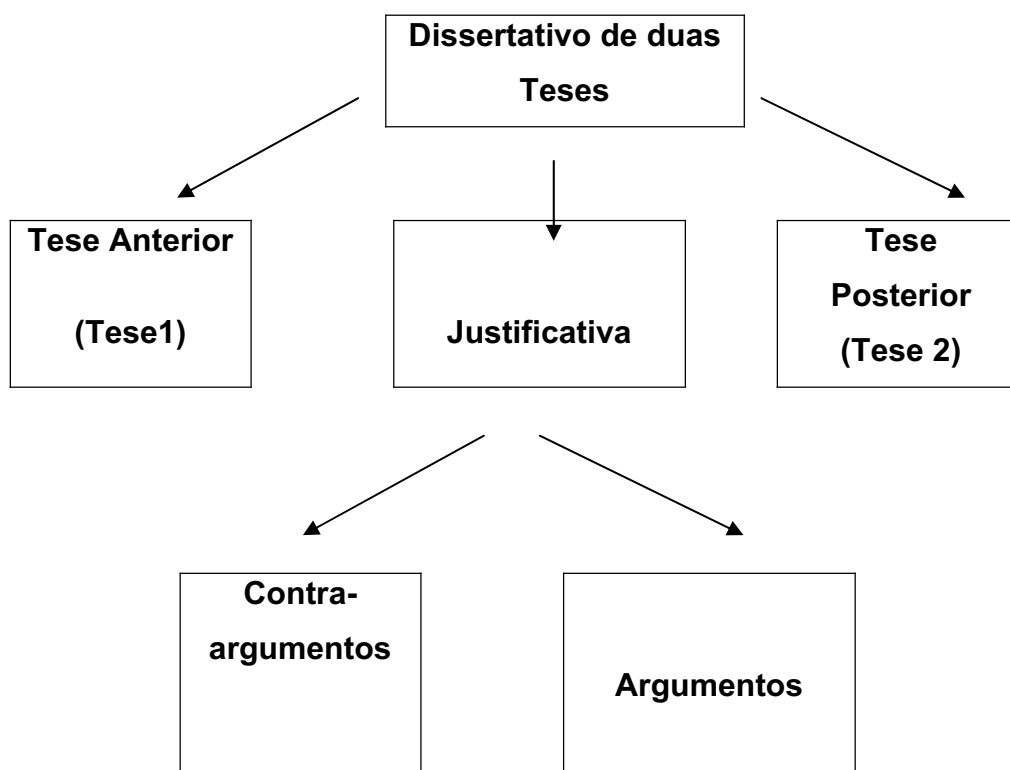 Dissertativo de duas
Teses
Tese Anterior
(Tese1)
Justificativa
Tese
Posterior
(Tese 2)
Contra-
argumentos
Argumentos